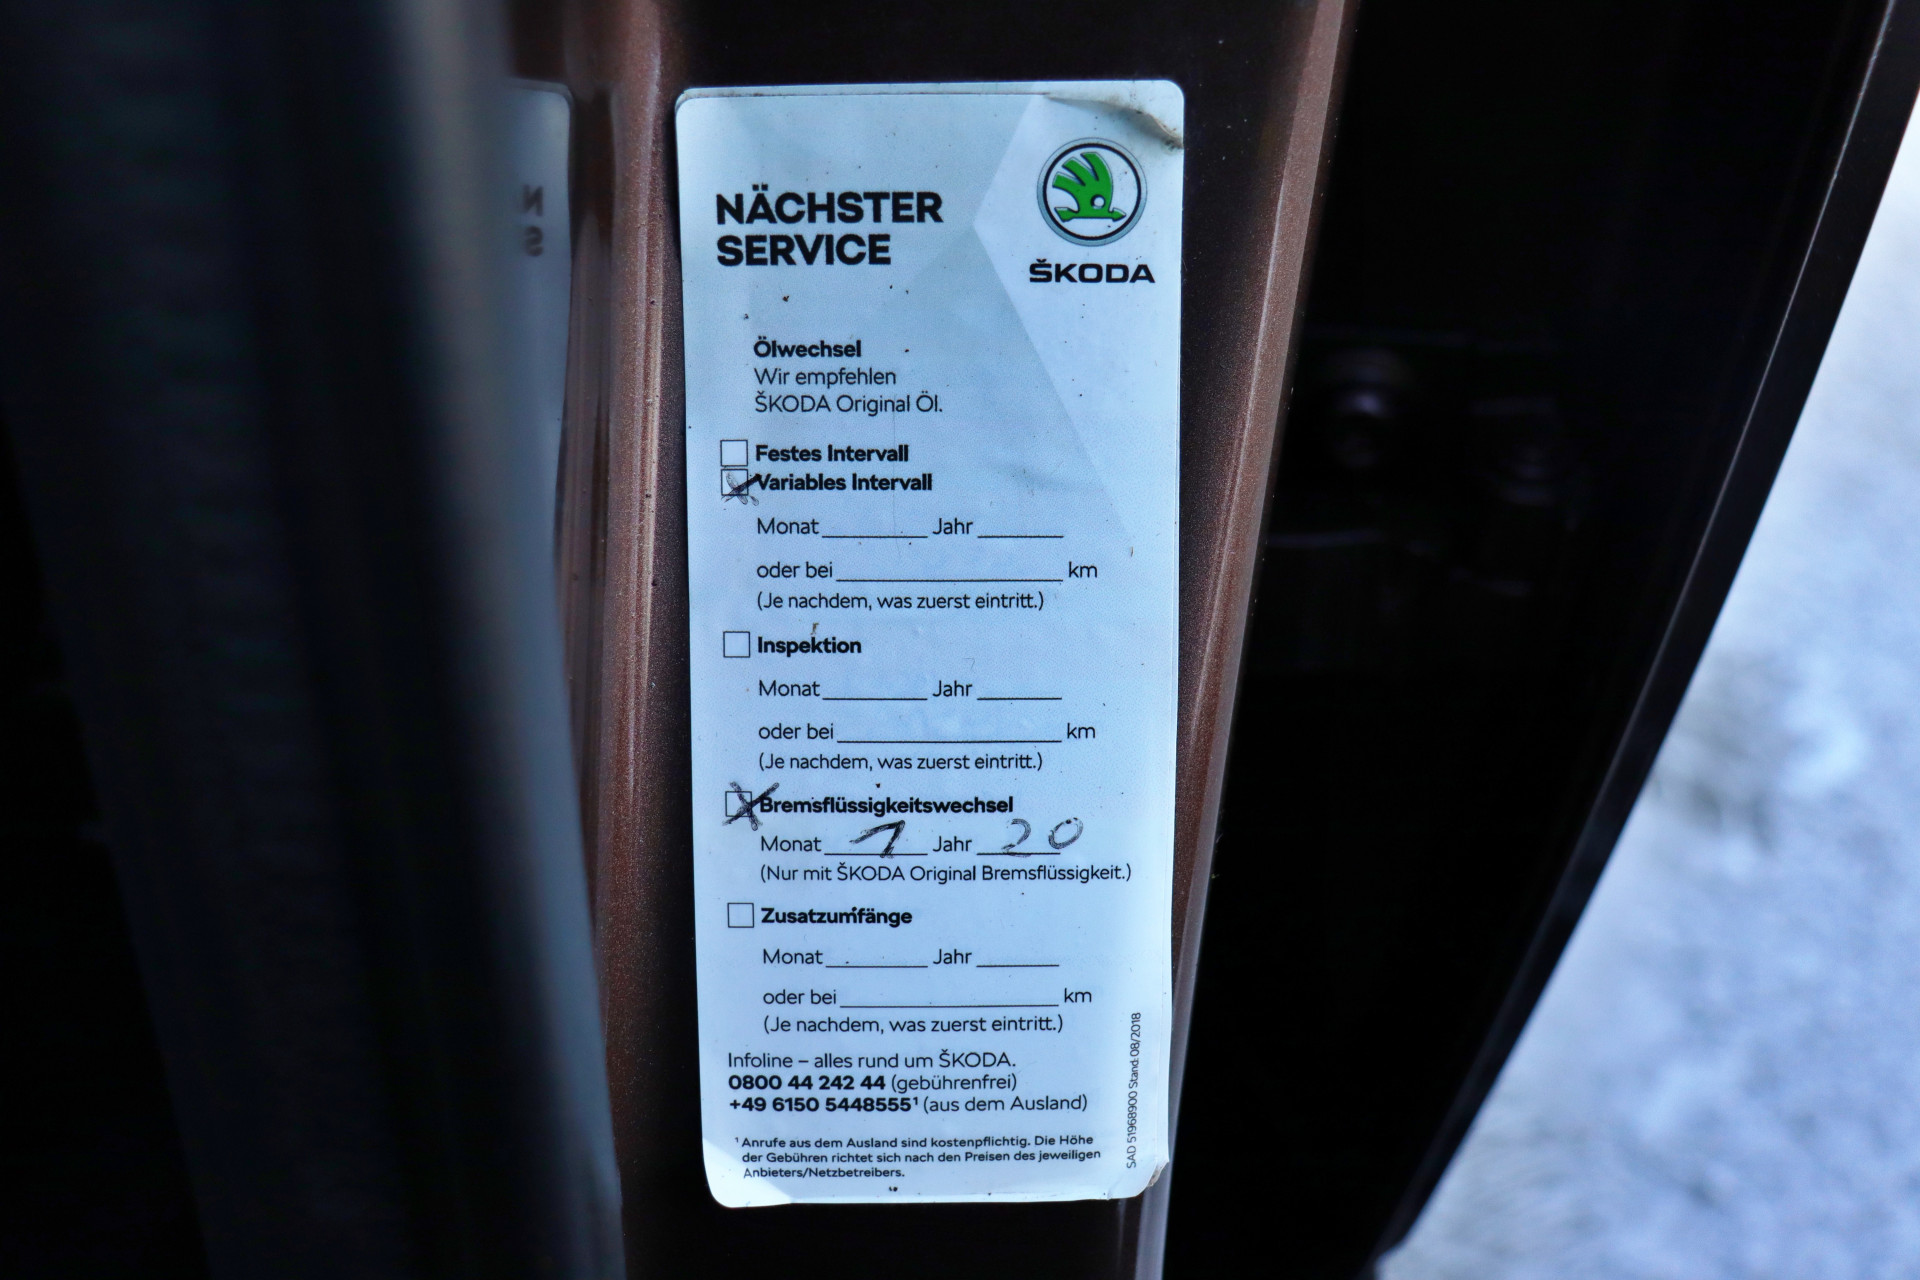 NÄCHSTER
SERVICE
ŠKODA
Ölwechsel
Wir empfehlen
ŠKODA Original Öl.
Festes Intervall
Variables Intervall
Monat Jahr
oder bei km
(Je nachdem, was zuerst eintritt.)
Inspektion
Monat Jahr
oder bei km
(Je nachdem, was zuerst eintritt.)
Bremsflüssigkeitswechsel
Monat 1 Jahr 20
(Nur mit ŠKODA Original Bremsflüssigkeit.)
Zusatzumfänge
Monat Jahr
oder bei km
(Je nachdem, was zuerst eintritt.)
Infoline – alles rund um ŠKODA.
0800 44 242 44 (gebührenfrei)
+49 6150 5448555¹ (aus dem Ausland)
¹ Anrufe aus dem Ausland sind kostenpflichtig. Die Höhe
der Gebühren richtet sich nach den Preisen des jeweiligen
Anbieters/Netzbetreibers.
SAD 51968900 Stand: 08/2018